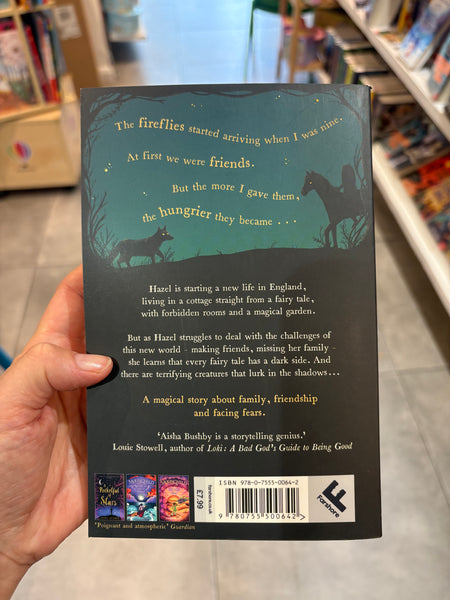 The fireflies started arriving when I was nine.
At first we were friends.
But the more I gave them,
the hungrier they became . . .
Hazel is starting a new life in England,
living in a cottage straight from a fairy tale,
with forbidden rooms and a magical garden.
But as Hazel struggles to deal with the challenges of
this new world - making friends, missing her family -
she learns that every fairy tale has a dark side. And
there are terrifying creatures that lurk in the shadows...
A magical story about family, friendship
and facing fears.
'Aisha Bushby is a storytelling genius.'
Louie Stowell, author of Loki: A Bad God's Guide to Being Good
A
Pocketful
of
Stars
'Poignant and atmospheric' Guardian
£7.99
ISBN 978-0-7555-0064-2
9 780755 500642 >
Farshore